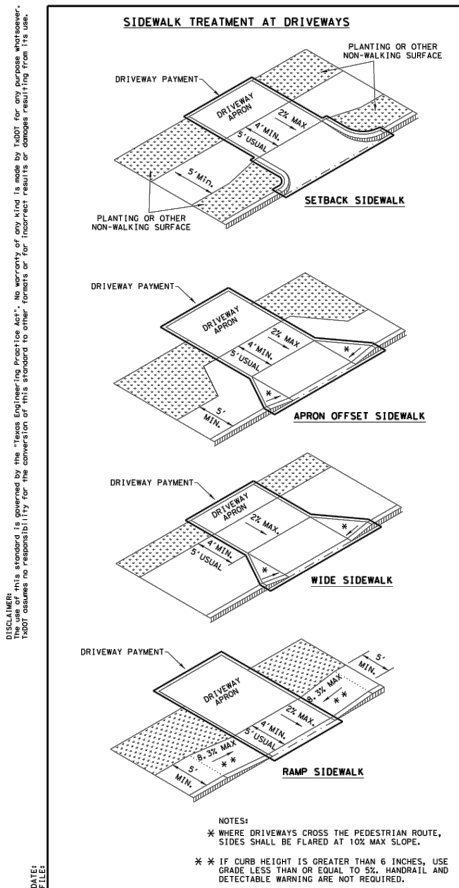 SIDEWALK TREATMENT AT DRIVEWAYS
PLANTING OR OTHER
NON-WALKING SURFACE
DRIVEWAY PAYMENT
DRIVEWAY
APRON
2% MAX
4'MIN.
5'USUAL
5'Min.
PLANTING OR OTHER
NON-WALKING SURFACE
SETBACK SIDEWALK
DRIVEWAY PAYMENT
DRIVEWAY
APRON
2% MAX
4'MIN.
5'USUAL
*
*
5'
MIN.
APRON OFFSET SIDEWALK
DRIVEWAY PAYMENT
DRIVEWAY
APRON
2% MAX.
4'MIN.
5'USUAL
*
*
WIDE SIDEWALK
DRIVEWAY PAYMENT
5'
MIN.
8.3% MAX
* *
DRIVEWAY
APRON
2% MAX.
4'MIN.
5'USUAL
8.3% MAX
* *
5'
MIN.
RAMP SIDEWALK
NOTES:
* WHERE DRIVEWAYS CROSS THE PEDESTRIAN ROUTE,
SIDES SHALL BE FLARED AT 10% MAX SLOPE.
* * IF CURB HEIGHT IS GREATER THAN 6 INCHES, USE
GRADE LESS THAN OR EQUAL TO 5%. HANDRAIL AND
DETECTABLE WARNING ARE NOT REQUIRED.
DISCLAIMER:
The use of this standard is governed by the "Texas Engineering Practice Act". No warranty of any kind is made by TxDOT for any purpose whatsoever.
TxDOT assumes no responsibility for the conversion of this standard to other formats or for incorrect results or damages resulting from its use.
DATE:
FILE: